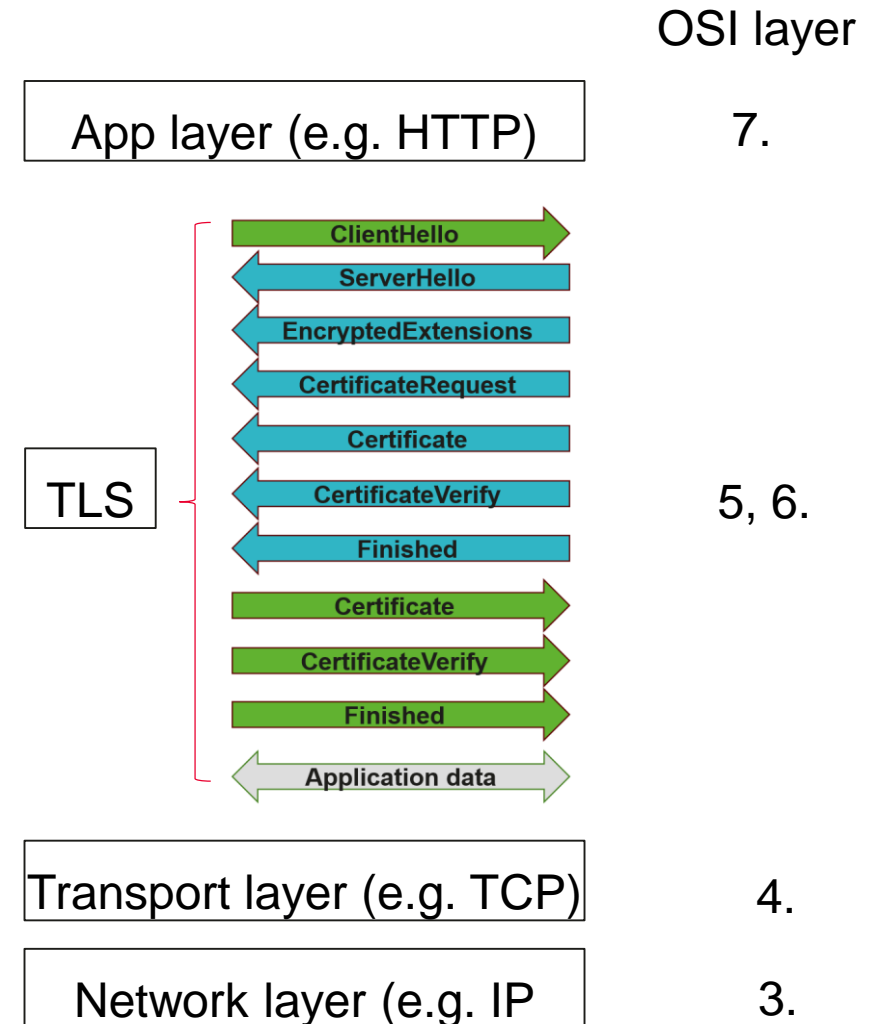 OSI layer
App layer (e.g. HTTP) 7.
ClientHello
ServerHello
EncryptedExtensions
CertificateRequest
Certificate
TLS CertificateVerify 5, 6.
Finished
Certificate
CertificateVerify
Finished
Application data
Transport layer (e.g. TCP) 4.
Network layer (e.g. IP 3.